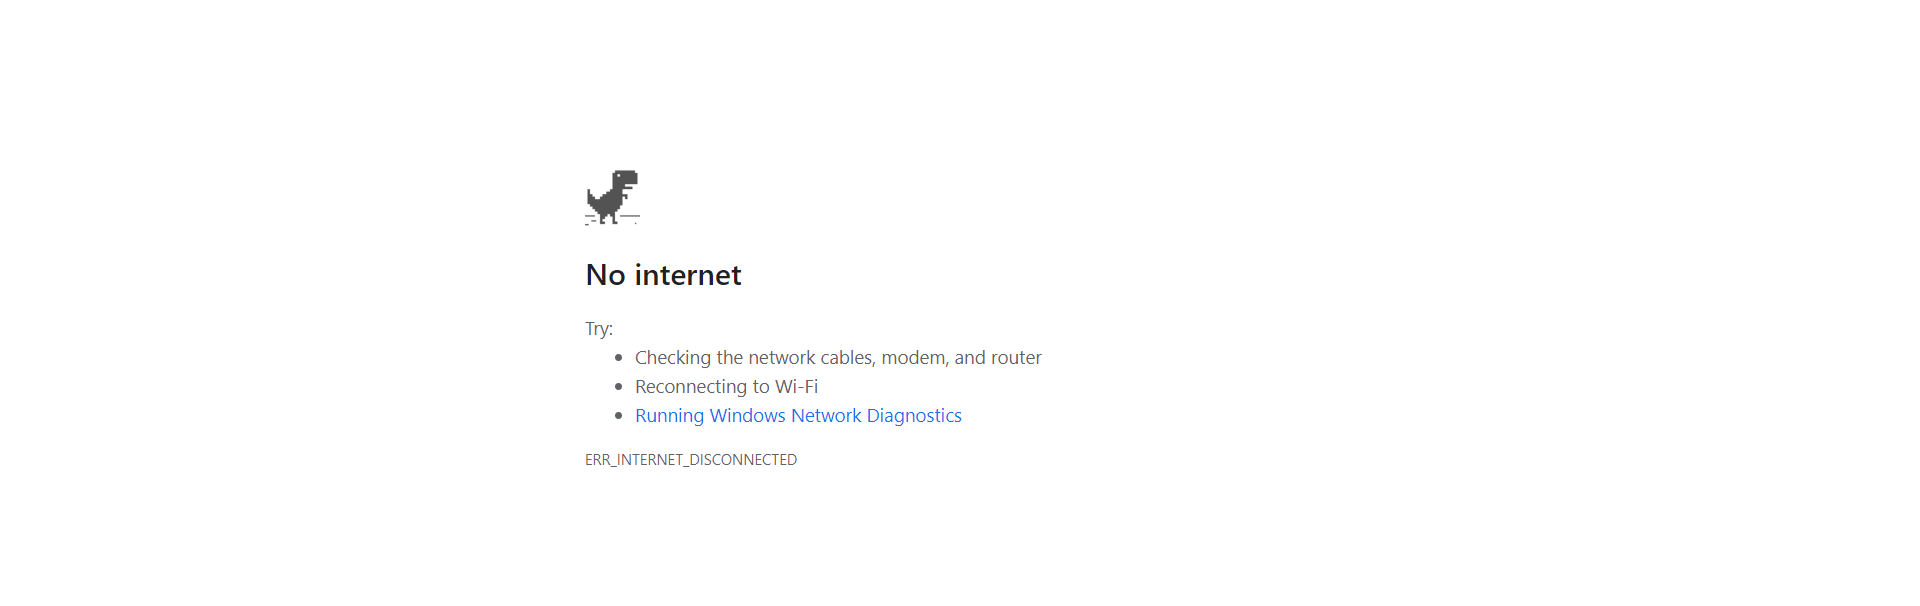 No internet
Try:
Checking the network cables, modem, and router
Reconnecting to Wi-Fi
Running Windows Network Diagnostics
ERR_INTERNET_DISCONNECTED